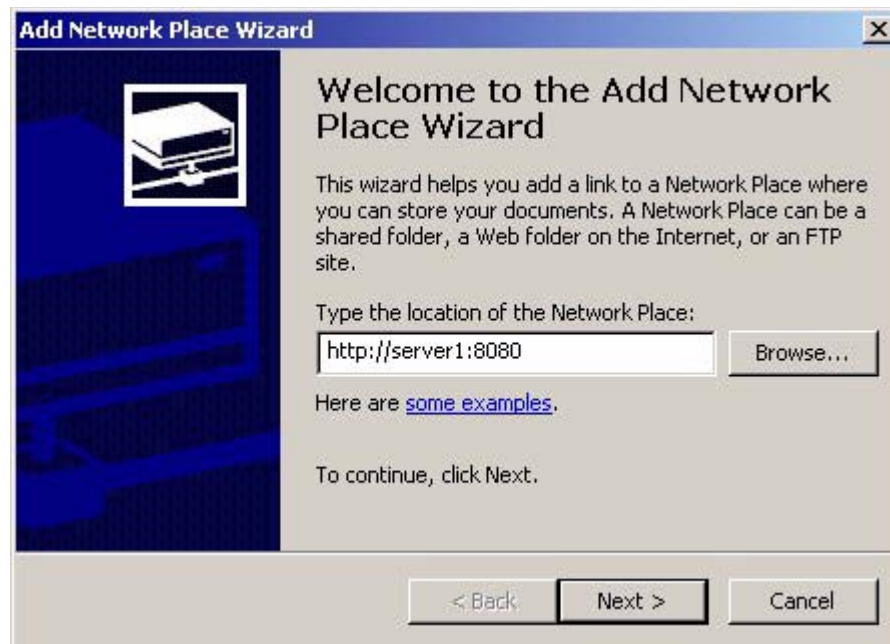 Add Network Place Wizard
Welcome to the Add Network
Place Wizard
This wizard helps you add a link to a Network Place where
you can store your documents. A Network Place can be a
shared folder, a Web folder on the Internet, or an FTP
site.
Type the location of the Network Place:
http://server1:8080
Browse...
Here are some examples.
To continue, click Next.
< Back
Next >
Cancel